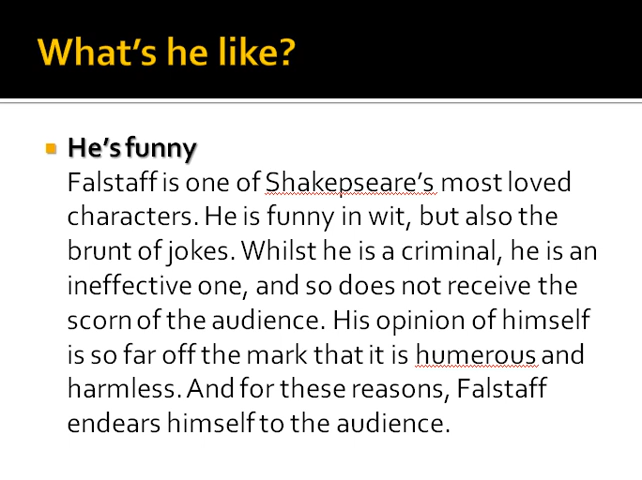 What's he like?
He's funny
Falstaff is one of Shakepseare's most loved
characters. He is funny in wit, but also the
brunt of jokes. Whilst he is a criminal, he is an
ineffective one, and so does not receive the
scorn of the audience. His opinion of himself
is so far off the mark that it is humerous and
harmless. And for these reasons, Falstaff
endears himself to the audience.